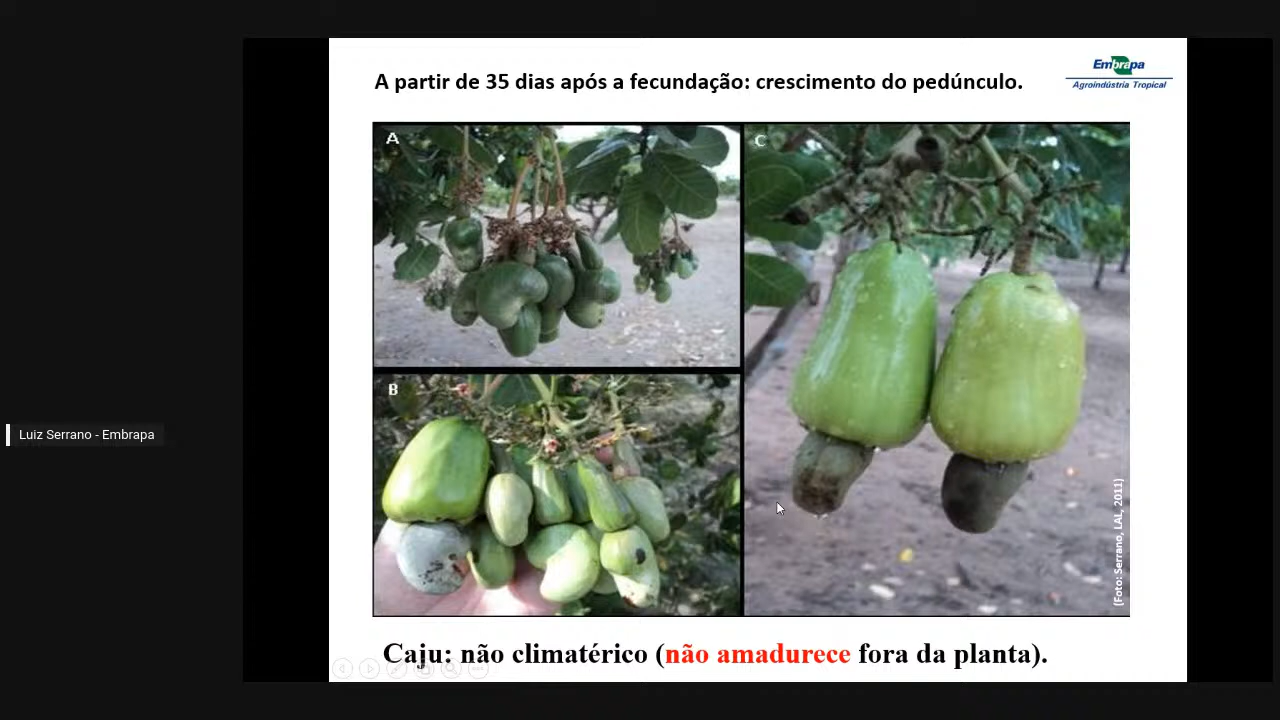 A partir de 35 dias após a fecundação: crescimento do pedúnculo.
Embrapa
Agroindústria Tropical
A
C
B
(Foto: Serrano, LAL, 2011)
Luiz Serrano - Embrapa
Caju: não climatérico (não amadurece fora da planta).